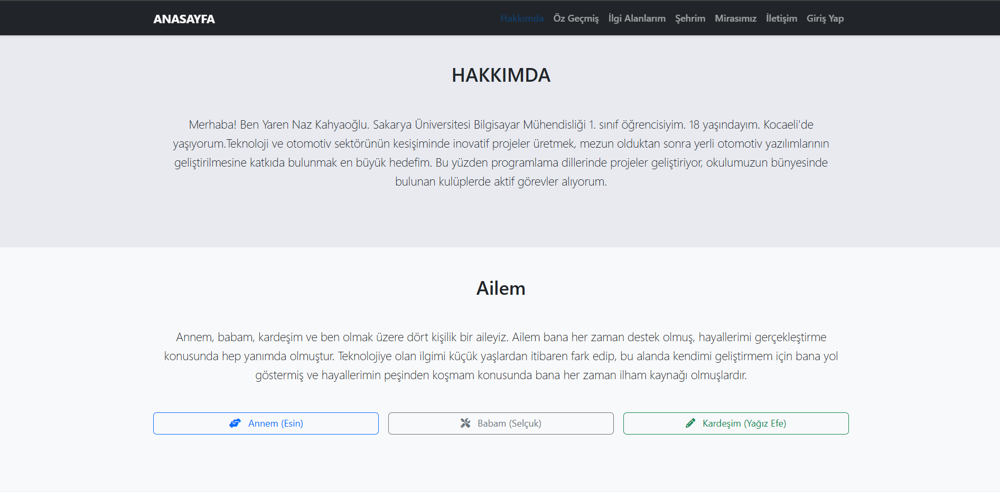 ANASAYFA
Hakkımda Öz Geçmiş İlgi Alanlarım Şehrim Mirasımız İletişim Giriş Yap
HAKKIMDA
Merhaba! Ben Yaren Naz Kahyaoğlu. Sakarya Üniversitesi Bilgisayar Mühendisliği 1. sınıf öğrencisiyim. 18 yaşındayım. Kocaeli'de
yaşıyorum.Teknoloji ve otomotiv sektörünün kesişiminde inovatif projeler üretmek, mezun olduktan sonra yerli otomotiv yazılımlarının
geliştirilmesine katkıda bulunmak en büyük hedefim. Bu yüzden programlama dillerinde projeler geliştiriyor, okulumuzun bünyesinde
bulunan kulüplerde aktif görevler alıyorum.
Ailem
Annem, babam, kardeşim ve ben olmak üzere dört kişilik bir aileyiz. Ailem bana her zaman destek olmuş, hayallerimi gerçekleştirme
konusunda hep yanımda olmuştur. Teknolojiye olan ilgimi küçük yaşlardan itibaren fark edip, bu alanda kendimi geliştirmem için bana yol
göstermiş ve hayallerimin peşinden koşmam konusunda bana her zaman ilham kaynağı olmuşlardır.
Annem (Esin)
Babam (Selçuk)
Kardeşim (Yağız Efe)